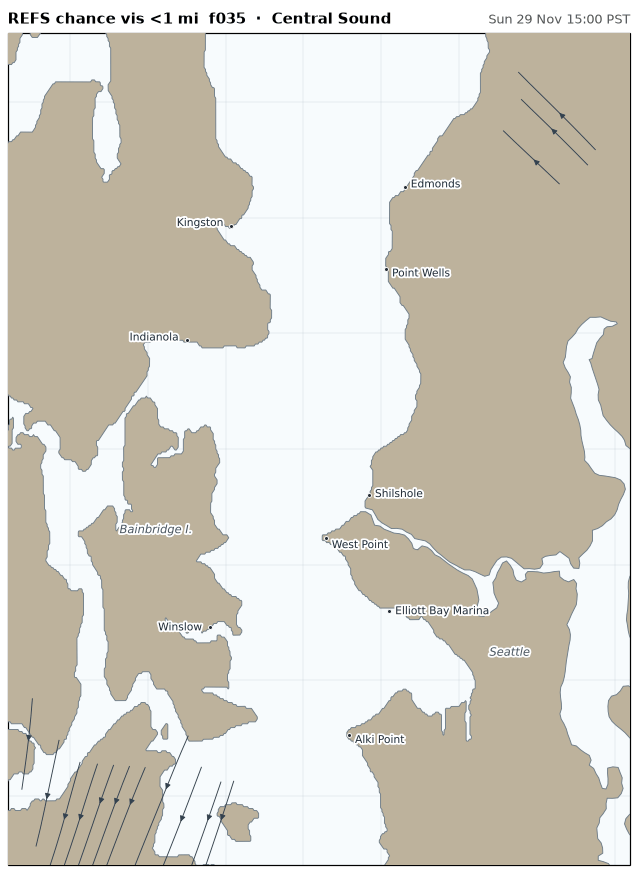 REFS chance vis <1 mi f035 · Central Sound
Sun 29 Nov 15:00 PST
Edmonds
Kingston
Point Wells
Indianola
Shilshole
Bainbridge I.
West Point
Elliott Bay Marina
Winslow
Seattle
Alki Point